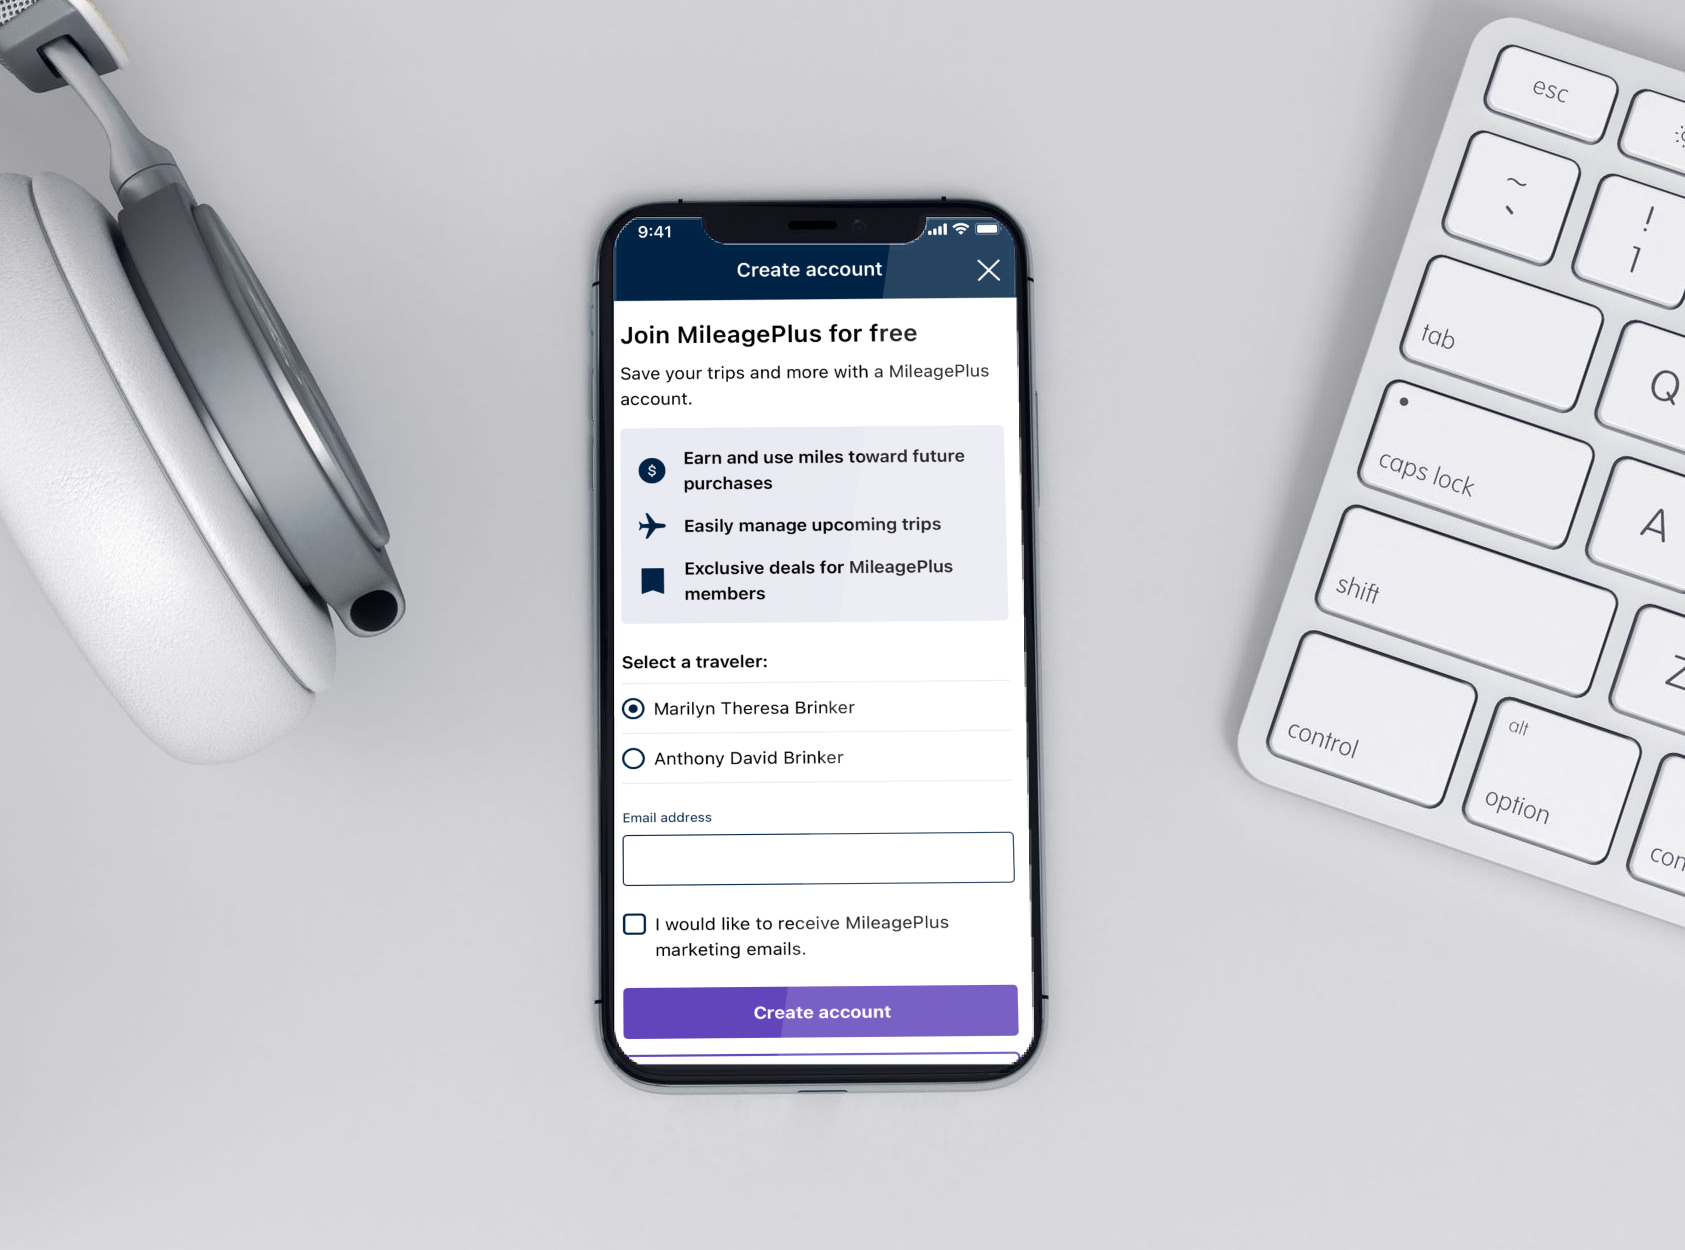 9:41
Create account
Join MileagePlus for free
Save your trips and more with a MileagePlus
account.
$
Earn and use miles toward future
purchases
Easily manage upcoming trips
Exclusive deals for MileagePlus
members
Select a traveler:
Marilyn Theresa Brinker
Anthony David Brinker
Email address
I would like to receive MileagePlus
marketing emails.
Create account
esc
~
`
!
1
tab
Q
caps lock
A
shift
Z
control
alt
option